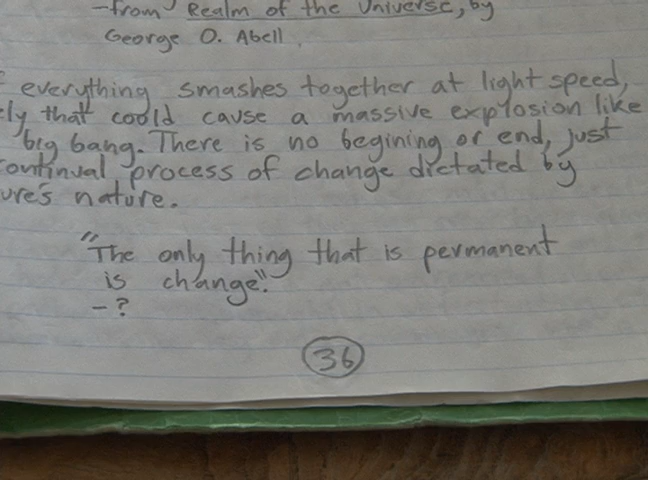 -from Realm of the Universe, by
George O. Abell.
everything smashes together at light speed,
that could cause a massive explosion like
big bang. There is no begining or end, just
continual process of change dictated by
nature.
"The only thing that is permanent
is change".
- ?
36